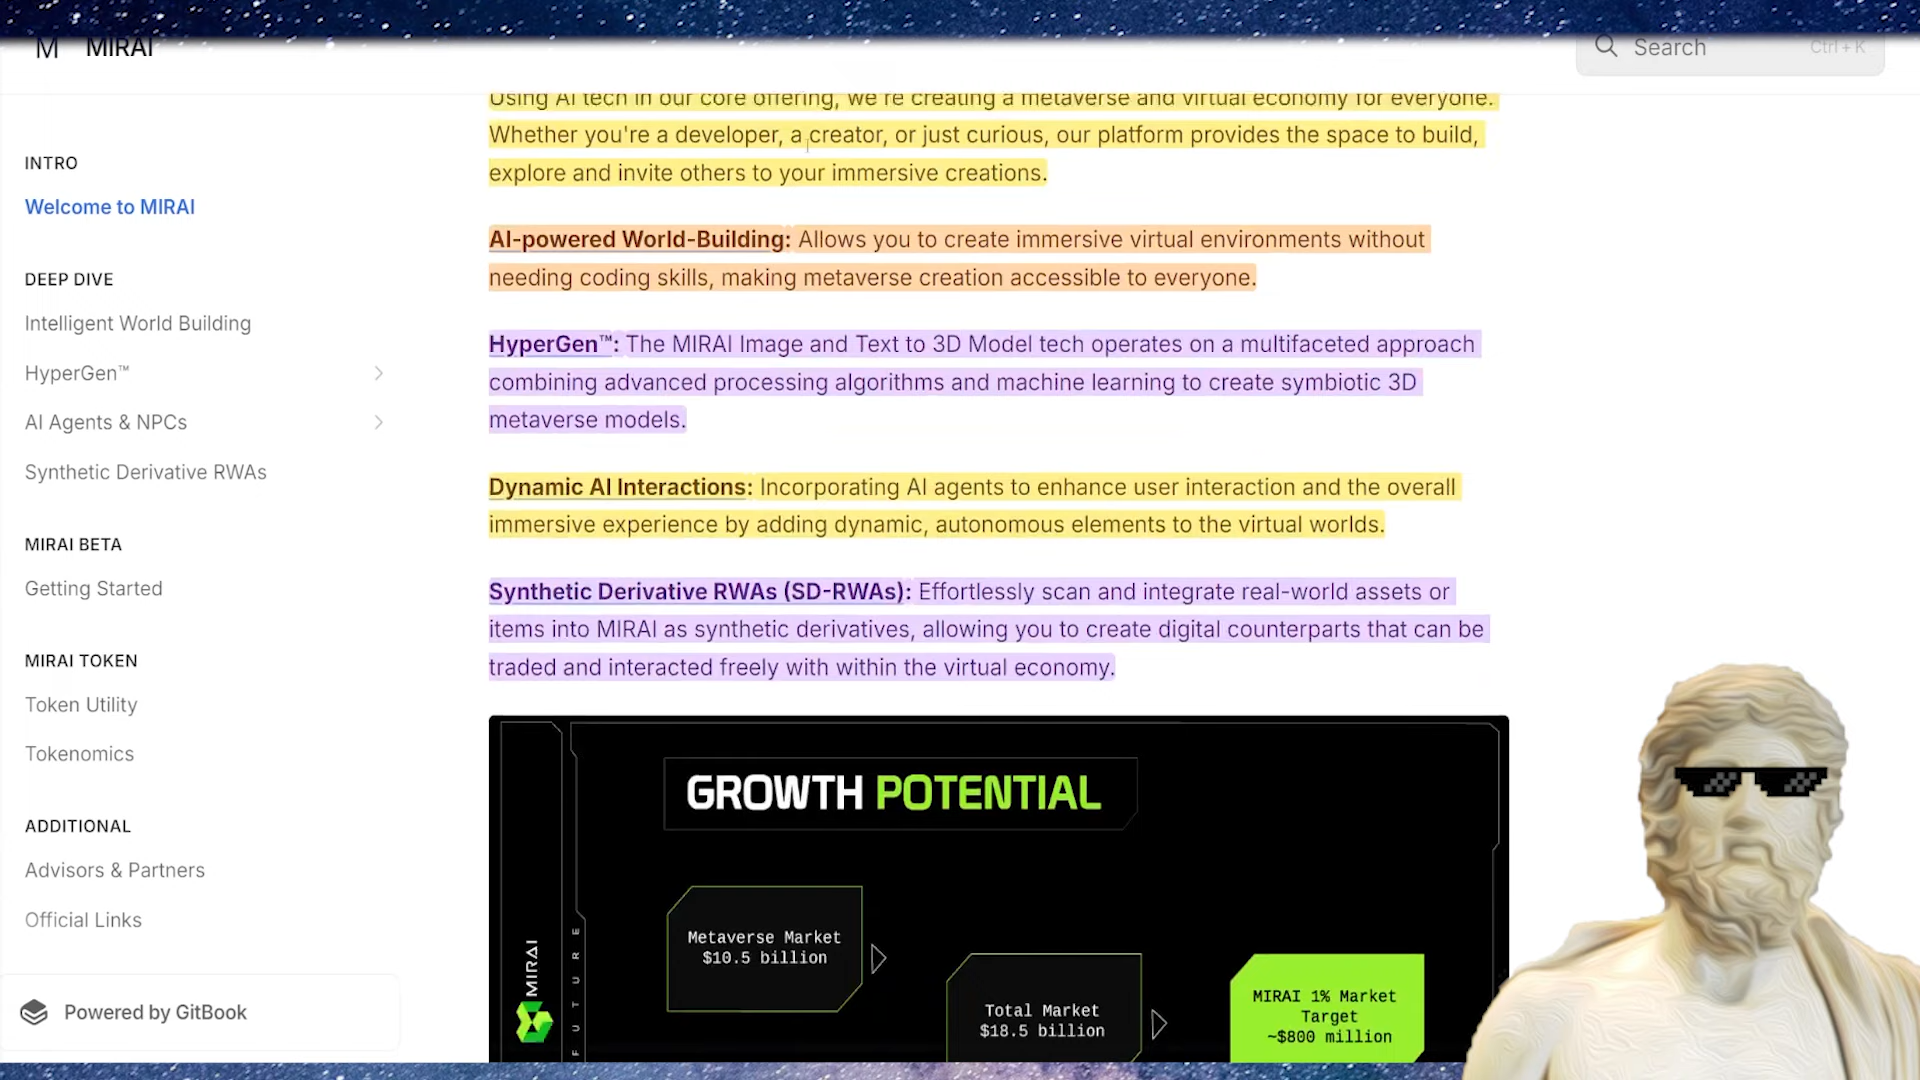 M MIRAI
Search Ctrl + K
Using AI tech in our core offering, we're creating a metaverse and virtual economy for everyone.
Whether you're a developer, a creator, or just curious, our platform provides the space to build,
explore and invite others to your immersive creations.
INTRO
Welcome to MIRAI
DEEP DIVE
Intelligent World Building
HyperGen™
AI Agents & NPCs
Synthetic Derivative RWAs
MIRAI BETA
Getting Started
MIRAI TOKEN
Token Utility
Tokenomics
ADDITIONAL
Advisors & Partners
Official Links
Powered by GitBook
AI-powered World-Building: Allows you to create immersive virtual environments without
needing coding skills, making metaverse creation accessible to everyone.
HyperGen™: The MIRAI Image and Text to 3D Model tech operates on a multifaceted approach
combining advanced processing algorithms and machine learning to create symbiotic 3D
metaverse models.
Dynamic AI Interactions: Incorporating AI agents to enhance user interaction and the overall
immersive experience by adding dynamic, autonomous elements to the virtual worlds.
Synthetic Derivative RWAs (SD-RWAs): Effortlessly scan and integrate real-world assets or
items into MIRAI as synthetic derivatives, allowing you to create digital counterparts that can be
traded and interacted freely with within the virtual economy.
GROWTH POTENTIAL
MIRAI
FUTURE
Metaverse Market
$10.5 billion
Total Market
$18.5 billion
MIRAI 1% Market
Target
~$800 million